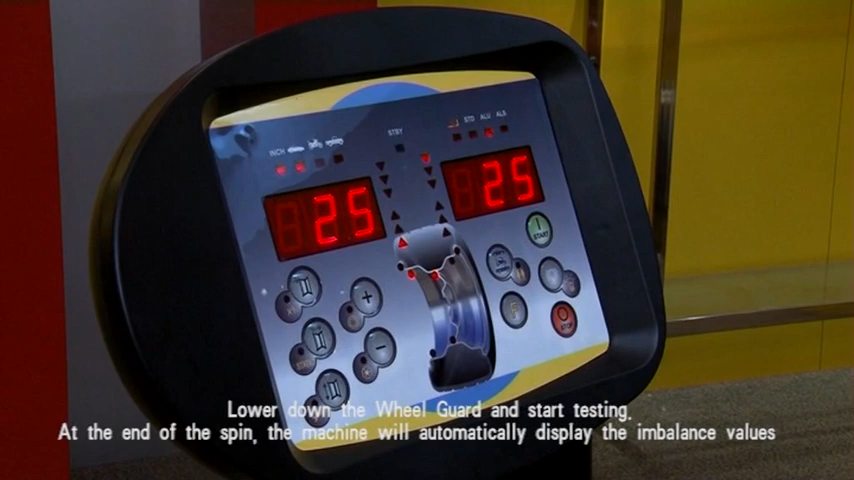 STBY
STD ALU ALS
INCH
25
25
START
STOP
Lower down the Wheel Guard and start testing.
At the end of the spin, the machine will automatically display the imbalance values